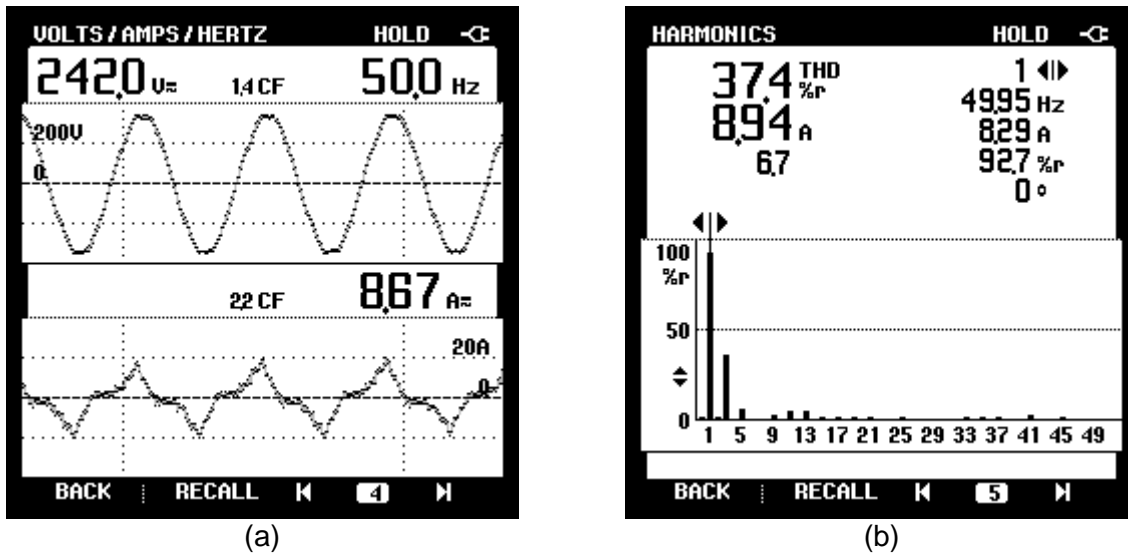 VOLTS / AMPS / HERTZ HOLD
242,0 V≂ 1,4 CF 50,0 Hz
200V
0
2,2 CF 8,67 A≂
20A
0
BACK RECALL 4
(a)
HARMONICS HOLD
37,4 THD %r 1
49,95 Hz
8,94 A 8,29 A
6,7 92,7 %r
0 °
100
%r
50
0
1 5 9 13 17 21 25 29 33 37 41 45 49
BACK RECALL 5
(b)